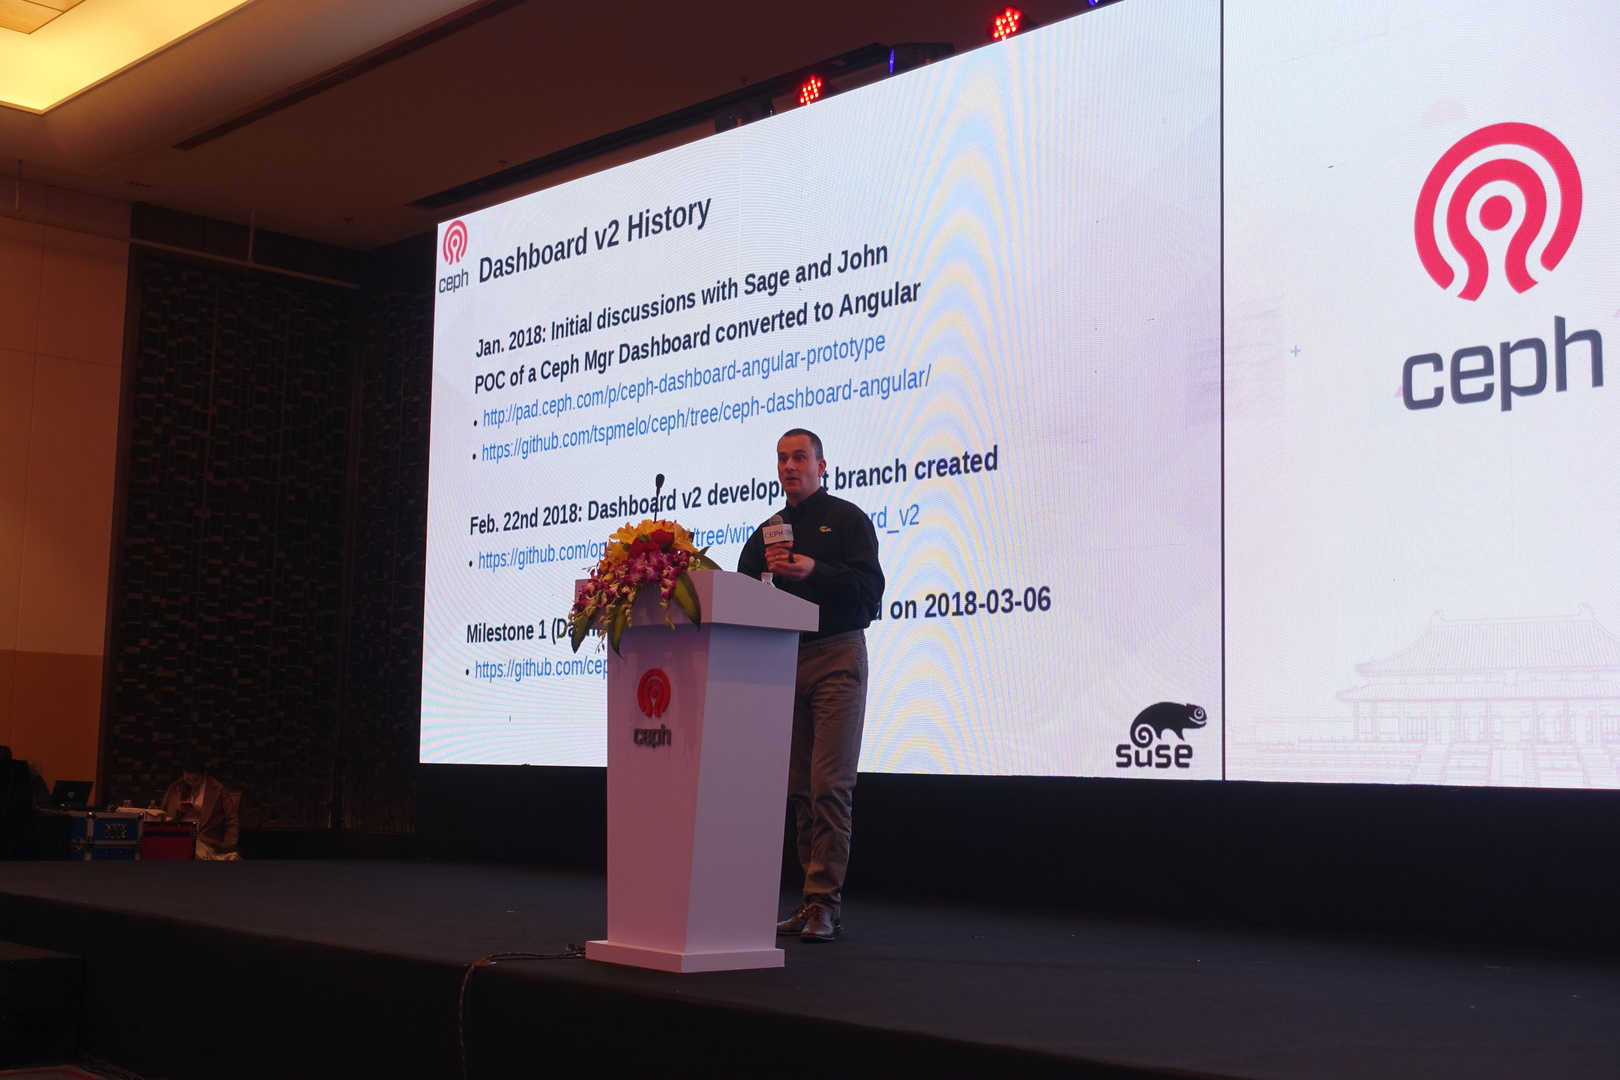 ceph
Dashboard v2 History
Jan. 2018: Initial discussions with Sage and John
POC of a Ceph Mgr Dashboard converted to Angular
• http://pad.ceph.com/p/ceph-dashboard-angular-prototype
• https://github.com/tspmelo/ceph/tree/ceph-dashboard-angular/
Feb. 22nd 2018: Dashboard v2 branch created
• https://github.com/op /tree/wip rd_v2
Milestone 1 ( on 2018-03-06
• https://github.com/cep
SUSE
ceph
CEPH
ceph